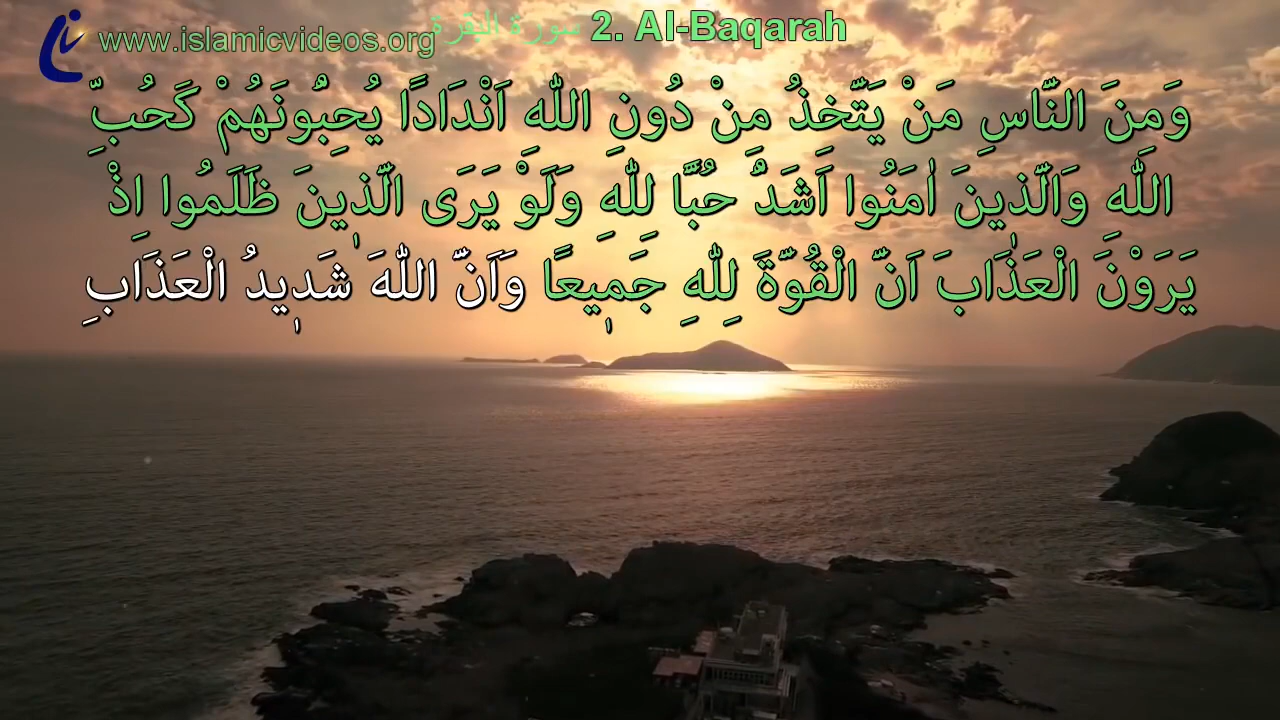 www.islamicvideos.org سورة البقرة 2. Al-Baqarah
وَمِنَ النَّاسِ مَنْ يَتَّخِذُ مِنْ دُونِ اللّٰهِ اَنْدَادًا يُحِبُّونَهُمْ كَحُبِّ
اللّٰهِ وَالَّذٖينَ اٰمَنُوا اَشَدُّ حُبًّا لِلّٰهِ وَلَوْ يَرَى الَّذٖينَ ظَلَمُوا اِذْ
يَرَوْنَ الْعَذَابَ اَنَّ الْقُوَّةَ لِلّٰهِ جَمٖيعًا وَاَنَّ اللّٰهَ شَدٖيدُ الْعَذَابِ